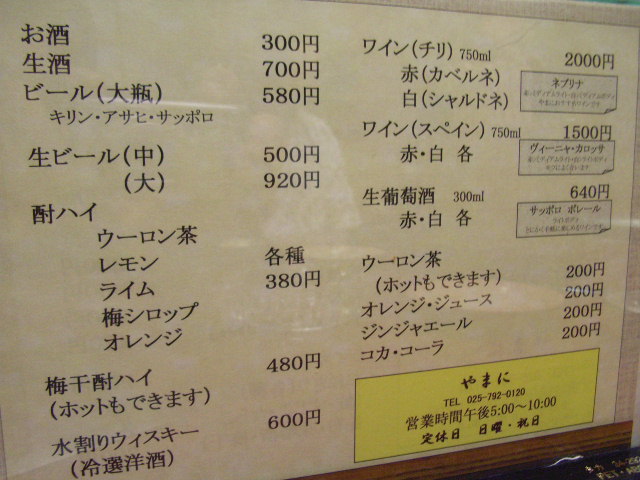 お酒 300円
生酒 700円
ビール(大瓶) 580円
キリン・アサヒ・サッポロ
生ビール(中) 500円
(大) 920円
酎ハイ
ウーロン茶
レモン 各種
ライム 380円
梅シロップ
オレンジ
梅干酎ハイ 480円
(ホットもできます)
水割りウィスキー 600円
(冷選洋酒)
ワイン(チリ) 750ml 2000円
赤(カベルネ)
白(シャルドネ)
ネブリナ
ワイン(スペイン) 750ml 1500円
赤・白 各
ヴィーニャ・カロッサ
生葡萄酒 300ml 640円
赤・白 各
サッポロ ポレール
ライトボディ
ウーロン茶 200円
(ホットもできます)
オレンジ・ジュース 200円
ジンジャエール 200円
コカ・コーラ 200円
やまに
TEL 025-792-0120
営業時間午後5:00～10:00
定休日 日曜・祝日